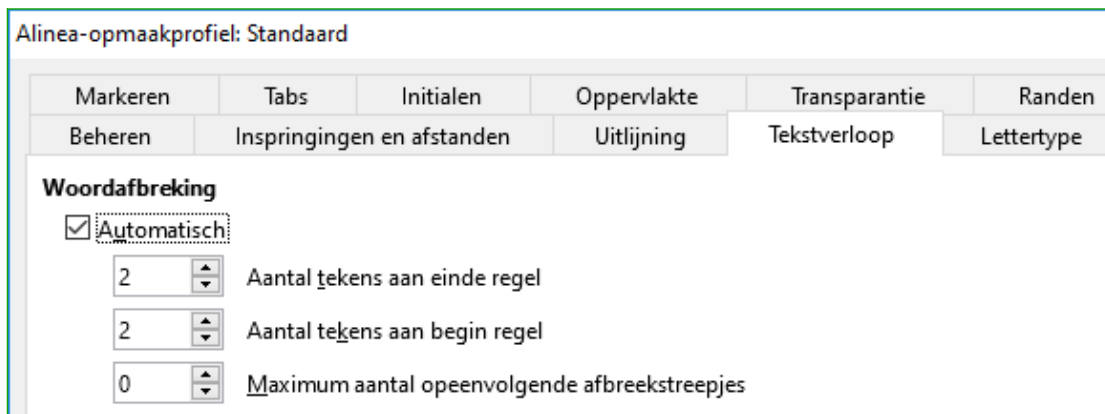 Alinea-opmaakprofiel: Standaard
Markeren Tabs Initialen Oppervlakte Transparantie Randen
Beheren Inspringingen en afstanden Uitlijning Tekstverloop Lettertype
Woordafbreking
Automatisch
2 Aantal tekens aan einde regel
2 Aantal tekens aan begin regel
0 Maximum aantal opeenvolgende afbreekstreepjes